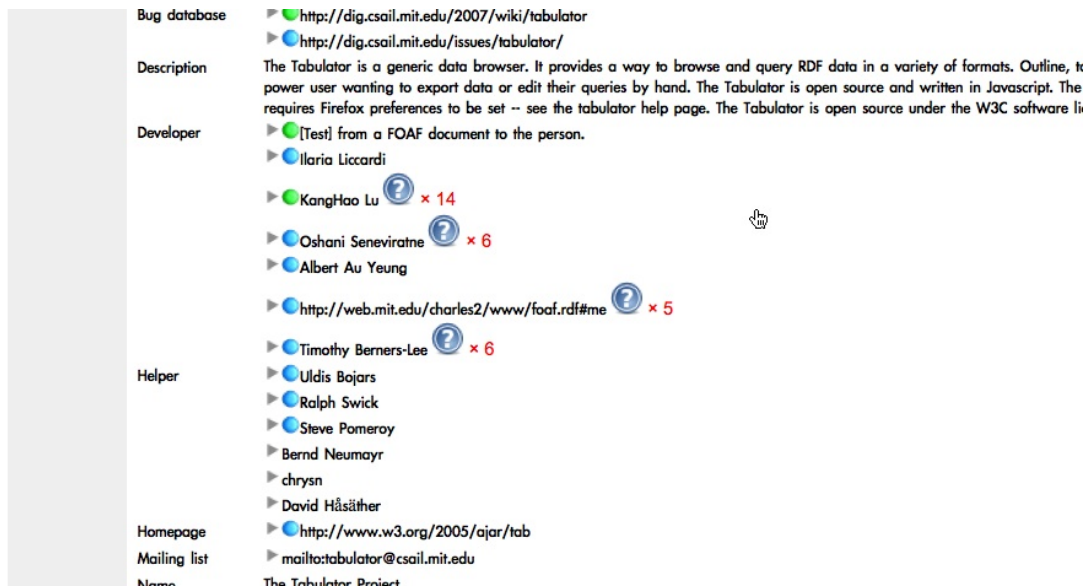 Bug database http://dig.csail.mit.edu/2007/wiki/tabulator
http://dig.csail.mit.edu/issues/tabulator/
Description The Tabulator is a generic data browser. It provides a way to browse and query RDF data in a variety of formats. Outline,
power user wanting to export data or edit their queries by hand. The Tabulator is open source and written in Javascript. The
requires Firefox preferences to be set -- see the tabulator help page. The Tabulator is open source under the W3C software
Developer [Test] from a FOAF document to the person.
Ilaria Liccardi
KangHao Lu ? × 14
Oshani Seneviratne ? × 6
Albert Au Yeung
http://web.mit.edu/charles2/www/foaf.rdf#me ? × 5
Timothy Berners-Lee ? × 6
Helper Uldis Bojars
Ralph Swick
Steve Pomeroy
Bernd Neumayr
chrysn
David Håsäther
Homepage http://www.w3.org/2005/ajar/tab
Mailing list mailto:tabulator@csail.mit.edu
Name The Tabulator Project